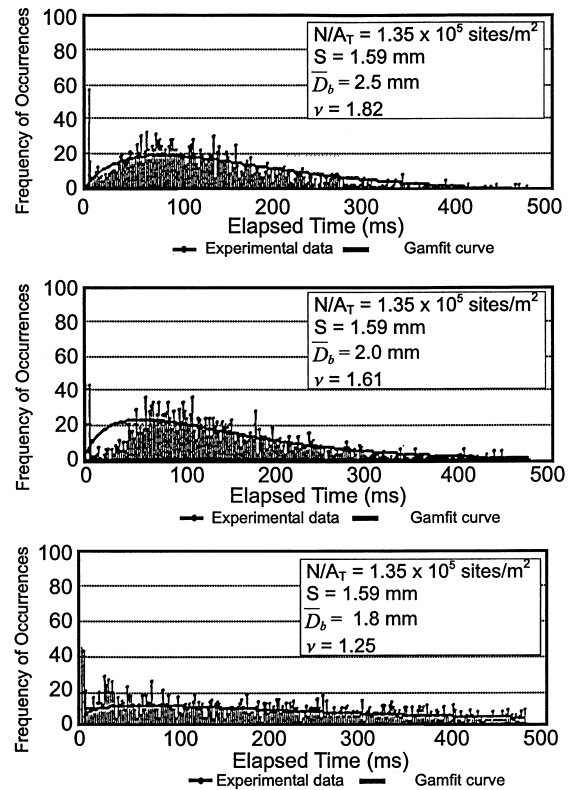 Frequency of Occurrences
100
80
60
40
20
0
N/A_T = 1.35 x 10^5 sites/m^2
S = 1.59 mm
D̅_b = 2.5 mm
ν = 1.82
0 100 200 300 400 500
Elapsed Time (ms)
Experimental data Gamfit curve
Frequency of Occurrences
100
80
60
40
20
0
N/A_T = 1.35 x 10^5 sites/m^2
S = 1.59 mm
D̅_b = 2.0 mm
ν = 1.61
0 100 200 300 400 500
Elapsed Time (ms)
Experimental data Gamfit curve
Frequency of Occurrences
100
80
60
40
20
0
N/A_T = 1.35 x 10^5 sites/m^2
S = 1.59 mm
D̅_b = 1.8 mm
ν = 1.25
0 100 200 300 400 500
Elapsed Time (ms)
Experimental data Gamfit curve